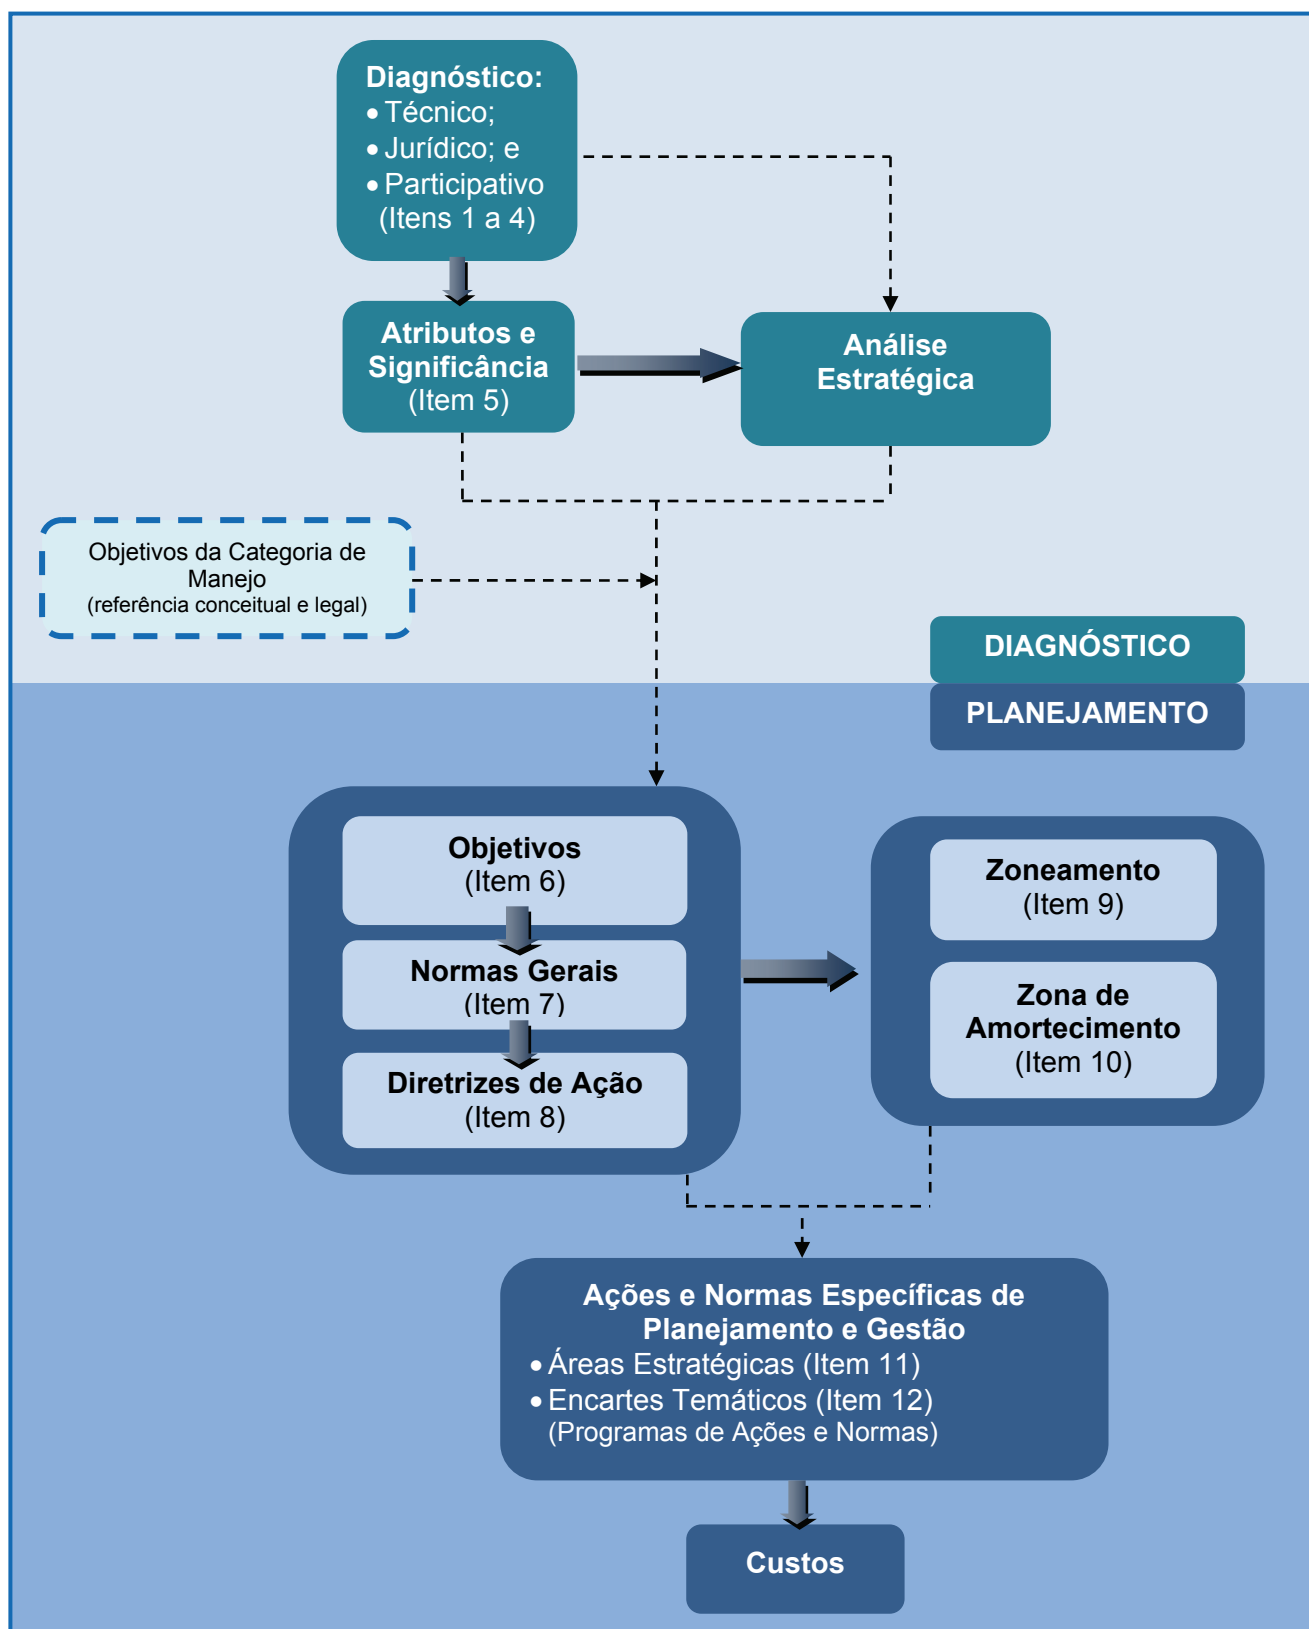 Diagnóstico:
• Técnico;
• Jurídico; e
• Participativo
(Itens 1 a 4)
Atributos e
Significância
(Item 5)
Análise
Estratégica
Objetivos da Categoria de
Manejo
(referência conceitual e legal)
DIAGNÓSTICO
PLANEJAMENTO
Objetivos
(Item 6)
Normas Gerais
(Item 7)
Diretrizes de Ação
(Item 8)
Zoneamento
(Item 9)
Zona de
Amortecimento
(Item 10)
Ações e Normas Específicas de
Planejamento e Gestão
• Áreas Estratégicas (Item 11)
• Encartes Temáticos (Item 12)
(Programas de Ações e Normas)
Custos